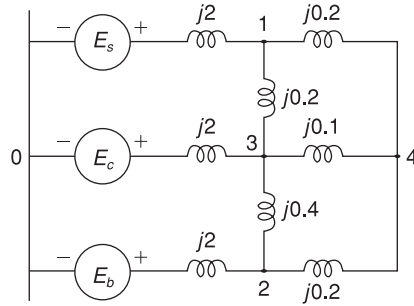 1
− E_s + j2 j0.2
j0.2
0 − E_c + j2 3 j0.1 4
j0.4
− E_b + j2 2 j0.2